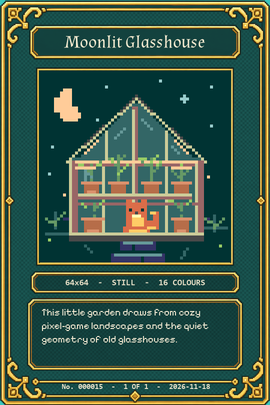 Moonlit Glasshouse
64x64 - STILL - 16 COLOURS
This little garden draws from cozy
pixel-game landscapes and the quiet
geometry of old glasshouses.
No. 000015 - 1 OF 1 - 2026-11-18